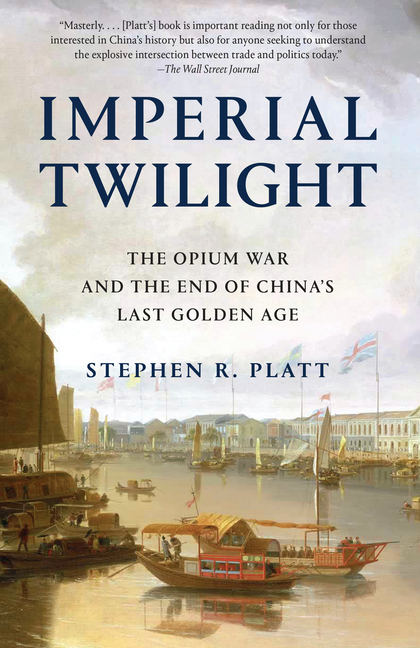 “Masterly. . . . [Platt’s] book is important reading not only for those
interested in China’s history but also for anyone seeking to understand
the explosive intersection between trade and politics today.”
—The Wall Street Journal
IMPERIAL
TWILIGHT
THE OPIUM WAR
AND THE END OF CHINA’S
LAST GOLDEN AGE
STEPHEN R. PLATT